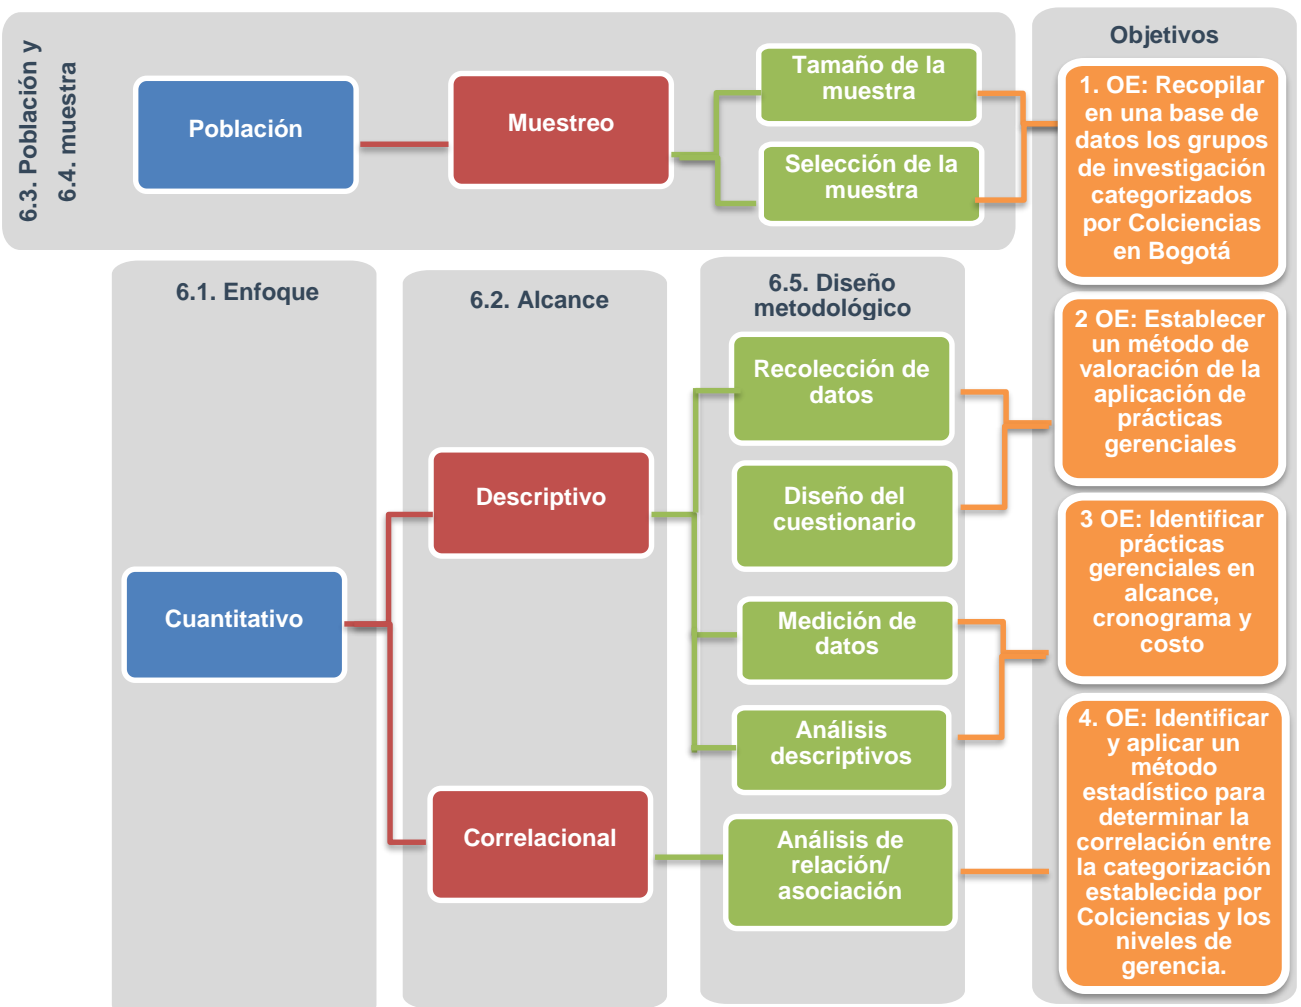 6.3. Población y
6.4. muestra
Población
Muestreo
Tamaño de la
muestra
Selección de la
muestra
Objetivos
1. OE: Recopilar
en una base de
datos los grupos
de investigación
categorizados
por Colciencias
en Bogotá
6.1. Enfoque
6.2. Alcance
6.5. Diseño
metodológico
Cuantitativo
Descriptivo
Correlacional
Recolección de
datos
Diseño del
cuestionario
Medición de
datos
Análisis
descriptivos
Análisis de
relación/
asociación
2 OE: Establecer
un método de
valoración de la
aplicación de
prácticas
gerenciales
3 OE: Identificar
prácticas
gerenciales en
alcance,
cronograma y
costo
4. OE: Identificar
y aplicar un
método
estadístico para
determinar la
correlación entre
la categorización
establecida por
Colciencias y los
niveles de
gerencia.